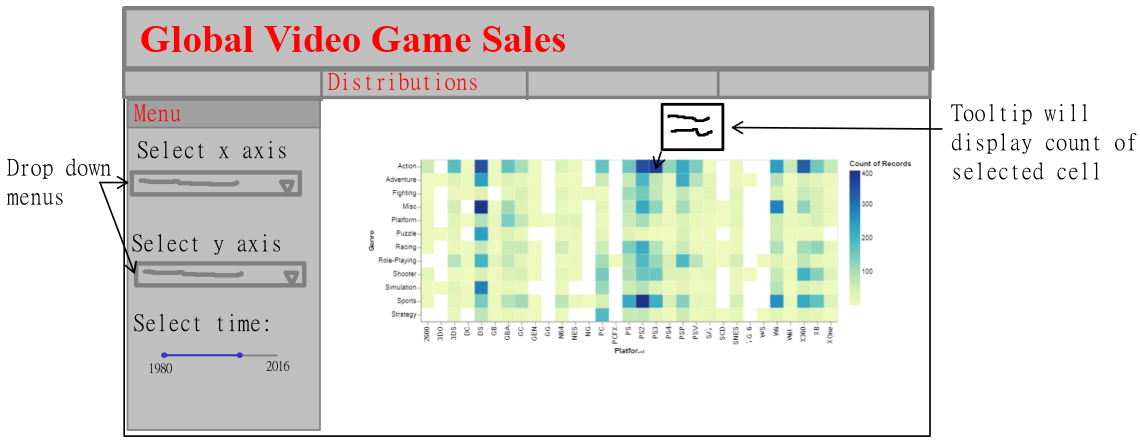 Global Video Game Sales
Distributions
Menu
Select x axis
Select y axis
Select time:
1980
2016
Drop down
menus
Tooltip will
display count of
selected cell
Count of Records
400
300
200
100
Genre
Action
Adventure
Fighting
Misc
Platform
Puzzle
Racing
Role-Playing
Shooter
Simulation
Sports
Strategy
2600
3DO
3DS
DC
DS
GB
GBA
GC
GEN
GG
N64
NES
NG
PC
PCFX
PS
PS2
PS3
PS4
PSP
PSV
SCD
SNES
WS
Wii
WiiU
X360
XB
XOne